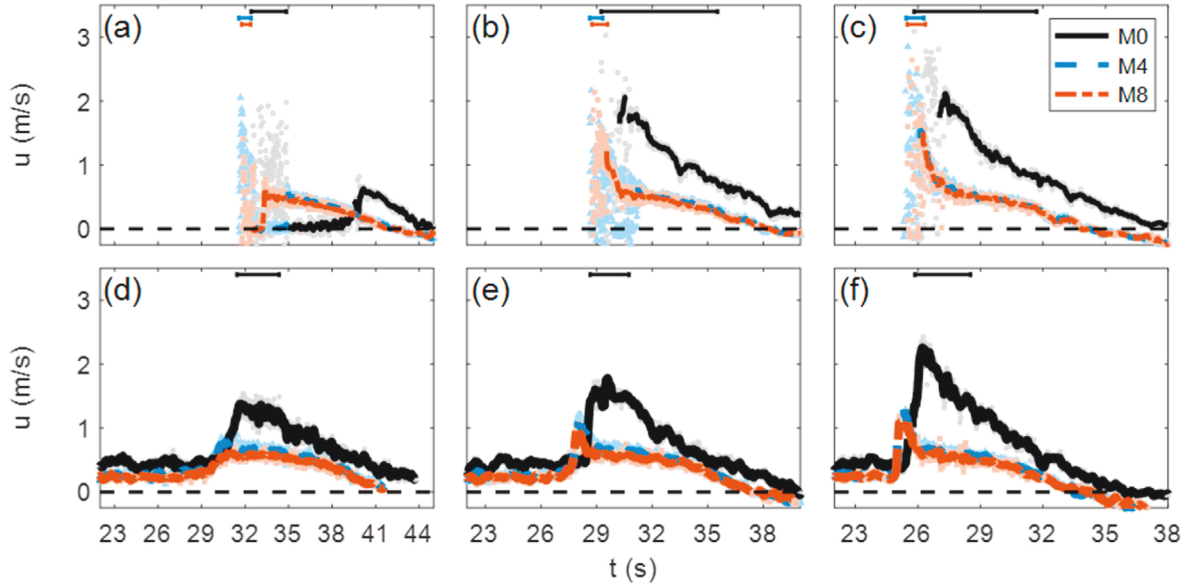 (a) (b) (c)
M0
M4
M8
u (m/s)
3
2
1
0
(d) (e) (f)
u (m/s)
3
2
1
0
23 26 29 32 35 38 41 44 23 26 29 32 35 38 23 26 29 32 35 38
t (s)